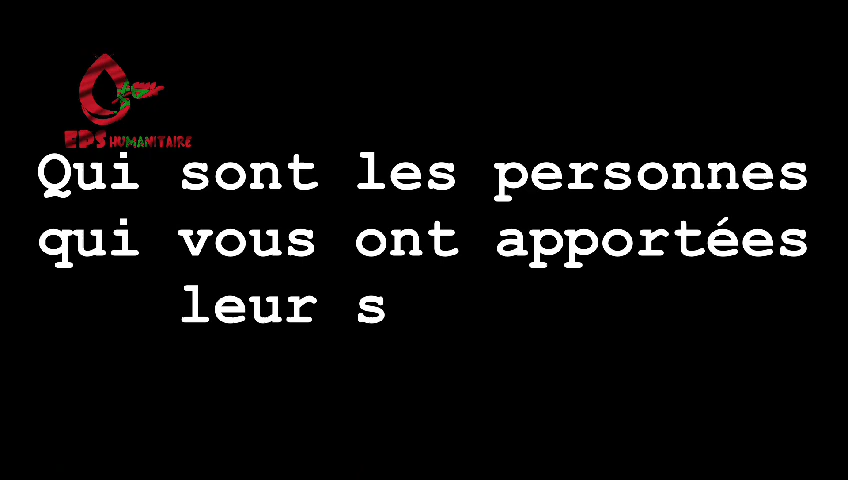 EPS HUMANITAIRE
Qui sont les personnes
qui vous ont apportées
leur s